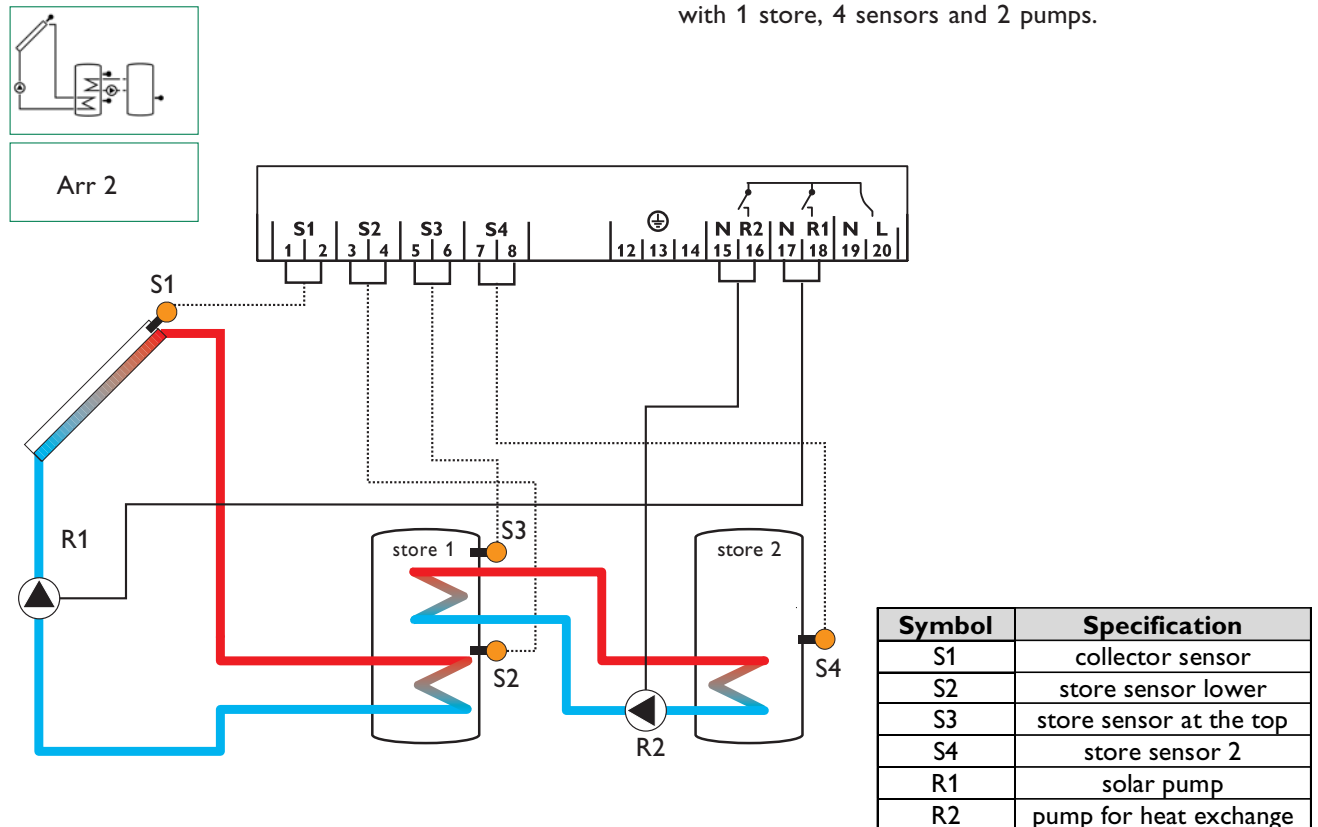 with 1 store, 4 sensors and 2 pumps.
Arr 2
S1 S2 S3 S4 N R2 N R1 N L
1 2 3 4 5 6 7 8 12 13 14 15 16 17 18 19 20
S1
R1
store 1
S3
store 2
S2
S4
R2
Symbol Specification
S1 collector sensor
S2 store sensor lower
S3 store sensor at the top
S4 store sensor 2
R1 solar pump
R2 pump for heat exchange